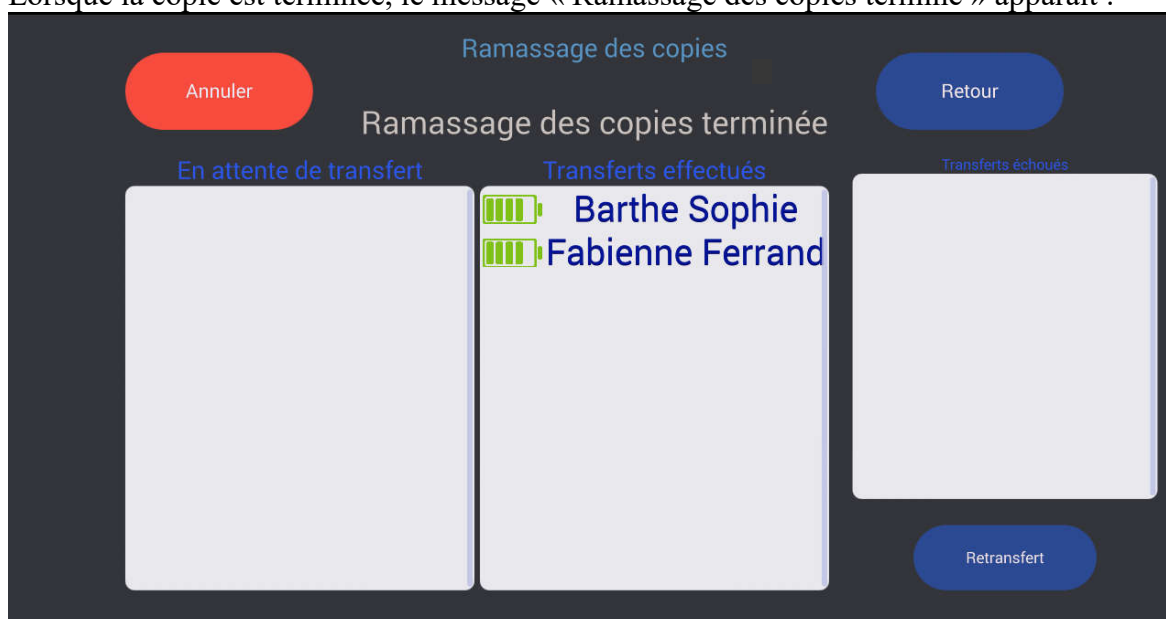 Lorsque la copie est terminée, le message « Ramassage des copies terminé » apparaît :
Ramassage des copies
Annuler
Retour
Ramassage des copies terminée
En attente de transfert
Transferts effectués
Transferts échoués
Barthe Sophie
Fabienne Ferrand
Retransfert